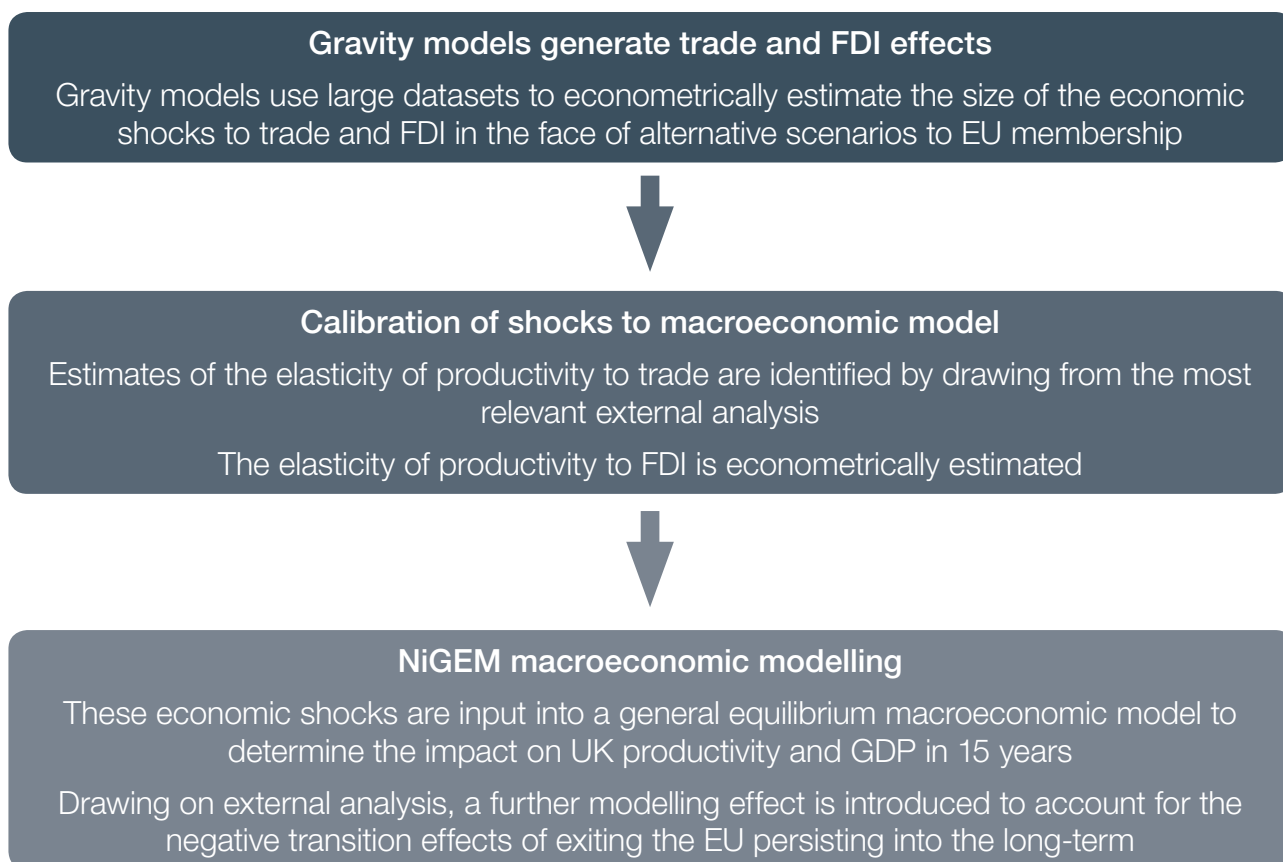 Gravity models generate trade and FDI effects
Gravity models use large datasets to econometrically estimate the size of the economic
shocks to trade and FDI in the face of alternative scenarios to EU membership
Calibration of shocks to macroeconomic model
Estimates of the elasticity of productivity to trade are identified by drawing from the most
relevant external analysis
The elasticity of productivity to FDI is econometrically estimated
NiGEM macroeconomic modelling
These economic shocks are input into a general equilibrium macroeconomic model to
determine the impact on UK productivity and GDP in 15 years
Drawing on external analysis, a further modelling effect is introduced to account for the
negative transition effects of exiting the EU persisting into the long-term